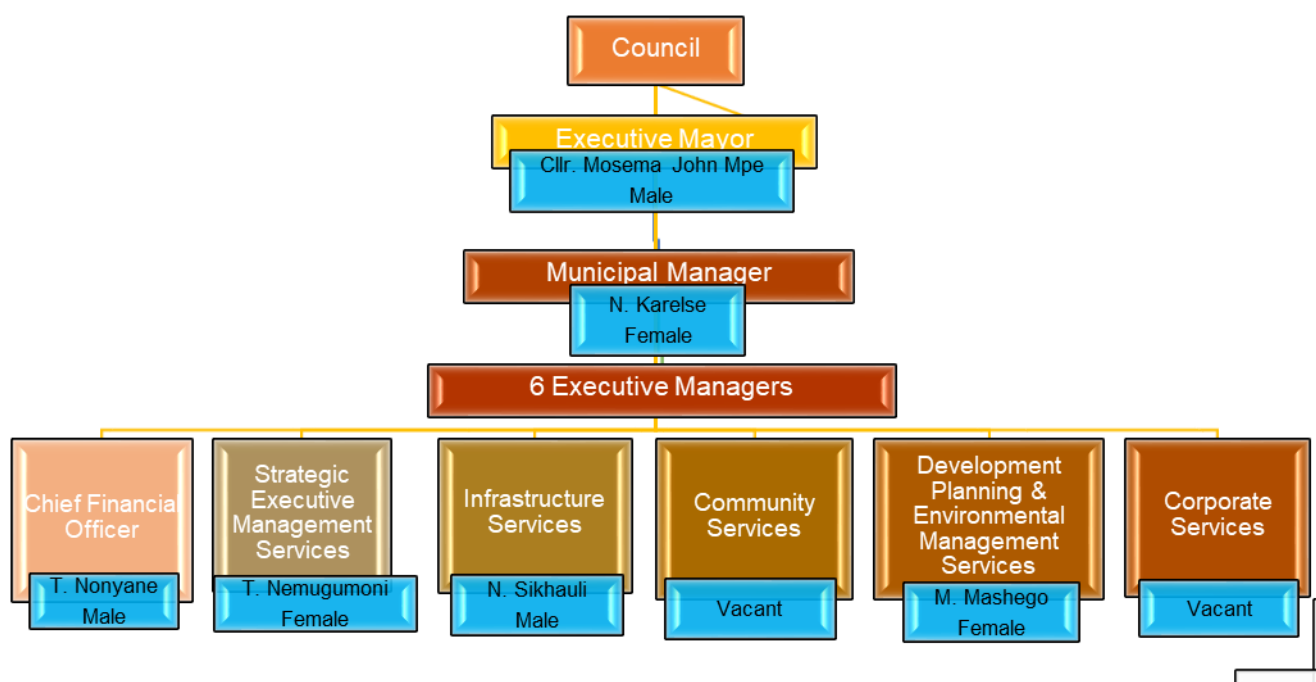 Council
Executive Mayor
Cllr. Mosema John Mpe
Male
Municipal Manager
N. Karelse
Female
6 Executive Managers
Chief Financial
Officer
T. Nonyane
Male
Strategic
Executive
Management
Services
T. Nemugumoni
Female
Infrastructure
Services
N. Sikhauli
Male
Community
Services
Vacant
Development
Planning &
Environmental
Management
Services
M. Mashego
Female
Corporate
Services
Vacant